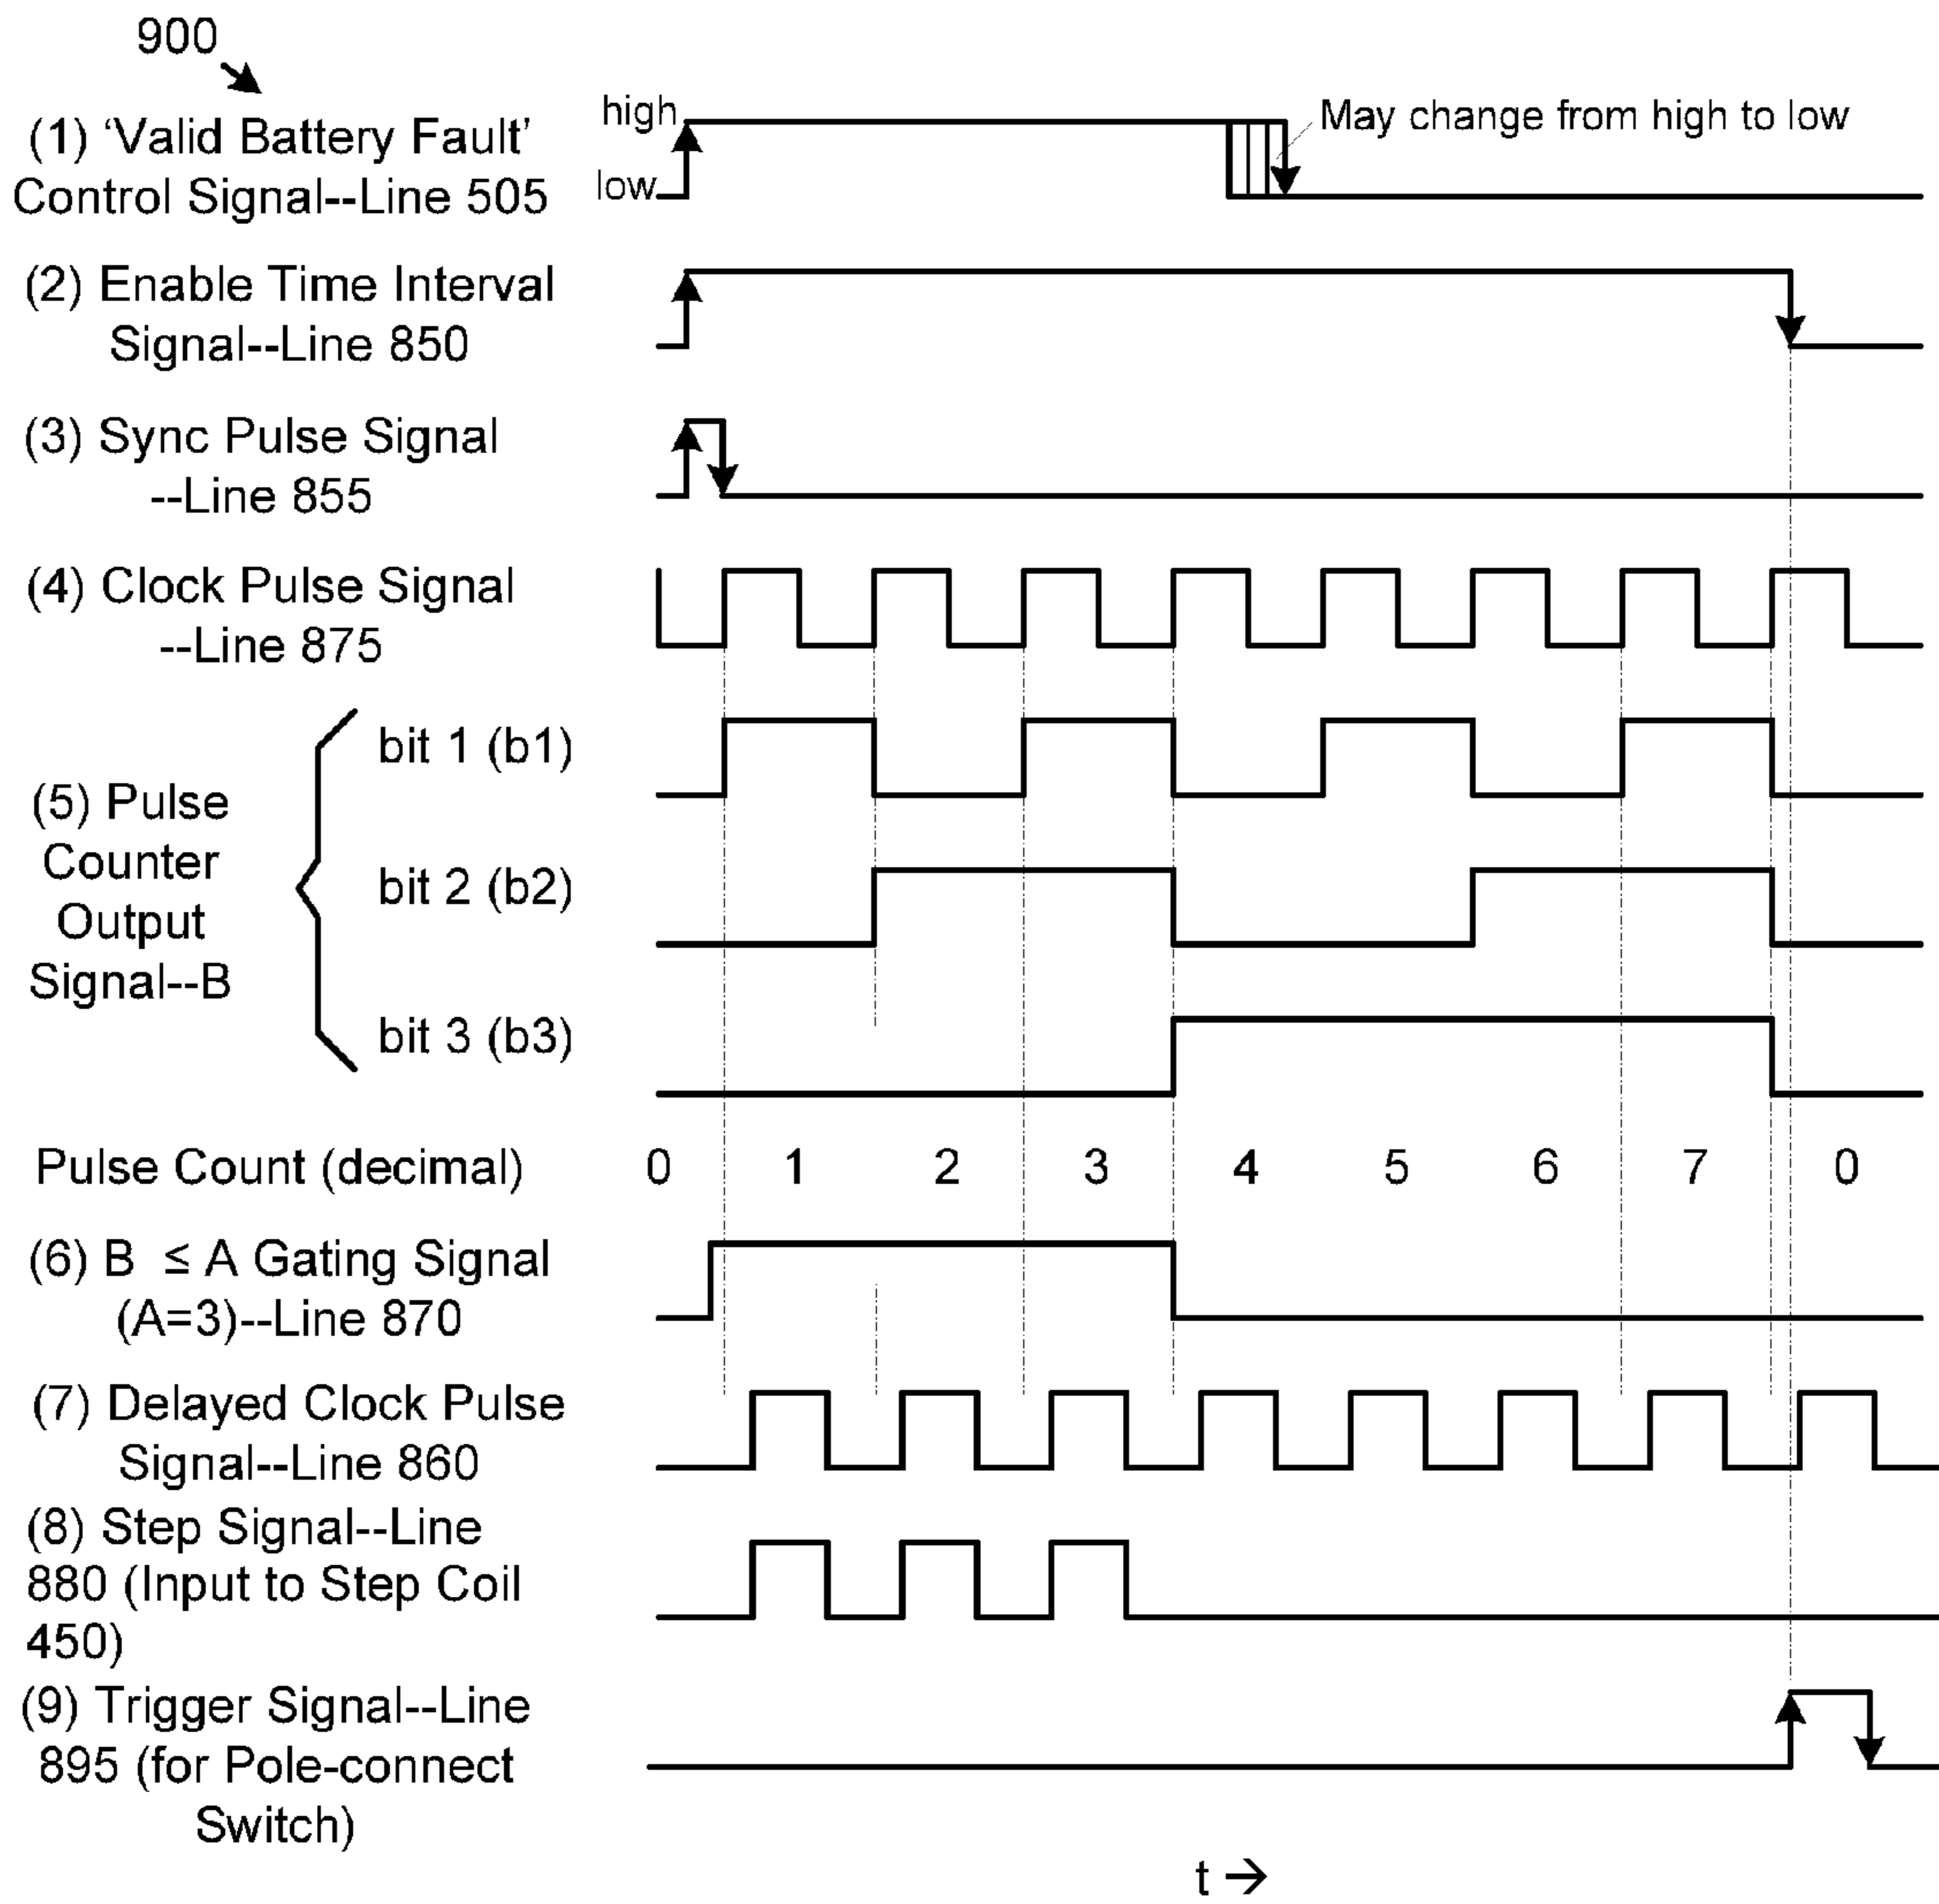 900
(1) ‘Valid Battery Fault’
Control Signal--Line 505
high
low
May change from high to low
(2) Enable Time Interval
Signal--Line 850
(3) Sync Pulse Signal
--Line 855
(4) Clock Pulse Signal
--Line 875
(5) Pulse
Counter
Output
Signal--B
bit 1 (b1)
bit 2 (b2)
bit 3 (b3)
Pulse Count (decimal) 0 1 2 3 4 5 6 7 0
(6) B ≤ A Gating Signal
(A=3)--Line 870
(7) Delayed Clock Pulse
Signal--Line 860
(8) Step Signal--Line
880 (Input to Step Coil
450)
(9) Trigger Signal--Line
895 (for Pole-connect
Switch)
t →